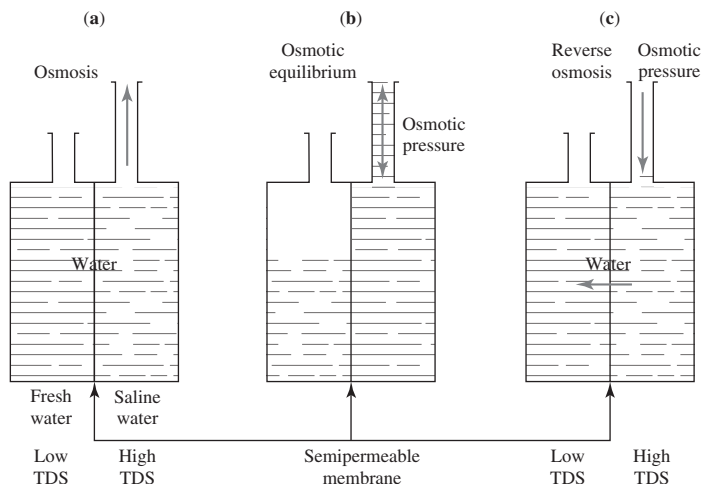 (a)
Osmosis
Water
Fresh
water
Saline
water
Low
TDS
High
TDS
(b)
Osmotic
equilibrium
Osmotic
pressure
Semipermeable
membrane
(c)
Reverse
osmosis
Osmotic
pressure
Water
Low
TDS
High
TDS